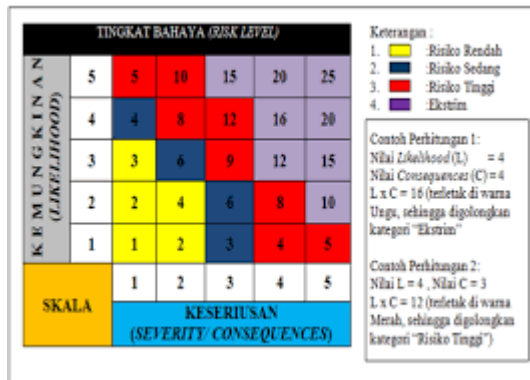 TINGKAT BAHAYA (RISK LEVEL)
KEMUNGKINAN
(LIKELIHOOD)
5 5 10 15 20 25
4 4 8 12 16 20
3 3 6 9 12 15
2 2 4 6 8 10
1 1 2 3 4 5
SKALA
1 2 3 4 5
KESERIUSAN
(SEVERITY/ CONSEQUENCES)
Keterangan :
1. :Risiko Rendah
2. :Risiko Sedang
3. :Risiko Tinggi
4. :Ekstrim
Contoh Perhitungan 1:
Nilai Likelihood (L) = 4
Nilai Consequences (C) = 4
L x C = 16 (terletak di warna
Ungu, sehingga digolongkan
kategori “Ekstrim”
Contoh Perhitungan 2:
Nilai L = 4 , Nilai C = 3
L x C = 12 (terletak di warna
Merah, sehingga digolongkan
kategori “Risiko Tinggi”)